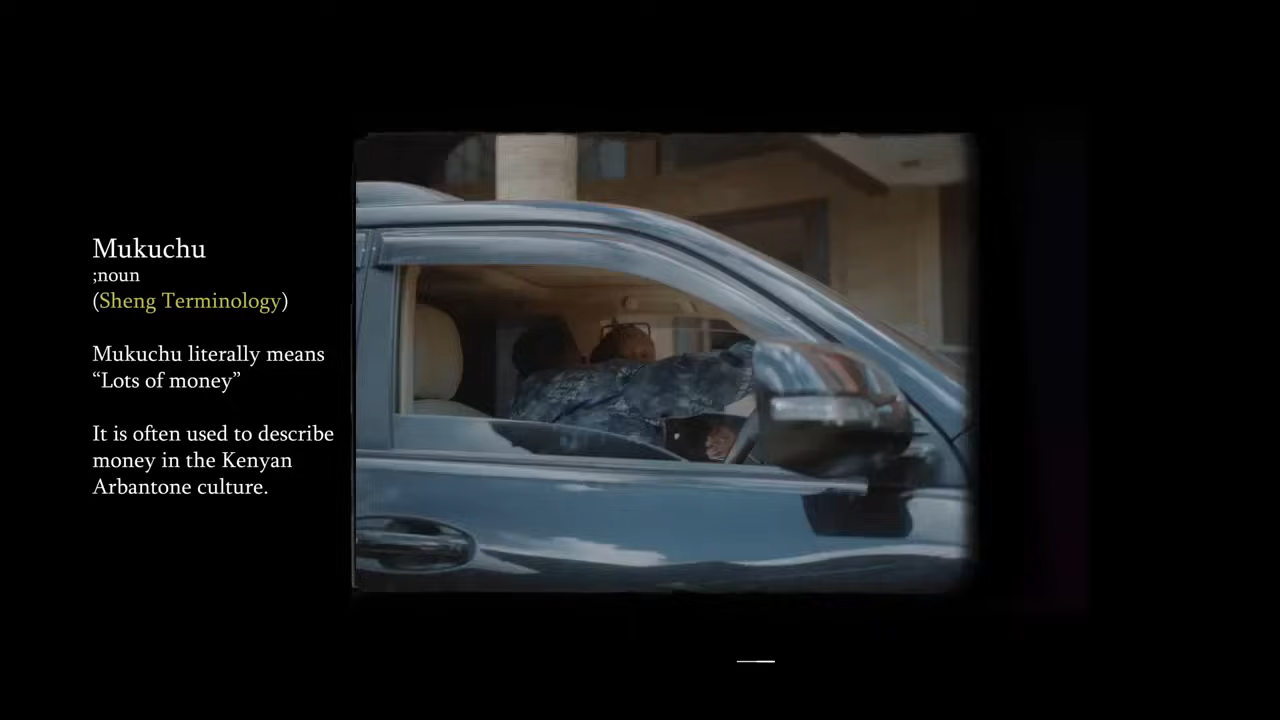 Mukuchu
;noun
(Sheng Terminology)
Mukuchu literally means
“Lots of money”
It is often used to describe
money in the Kenyan
Arbantone culture.